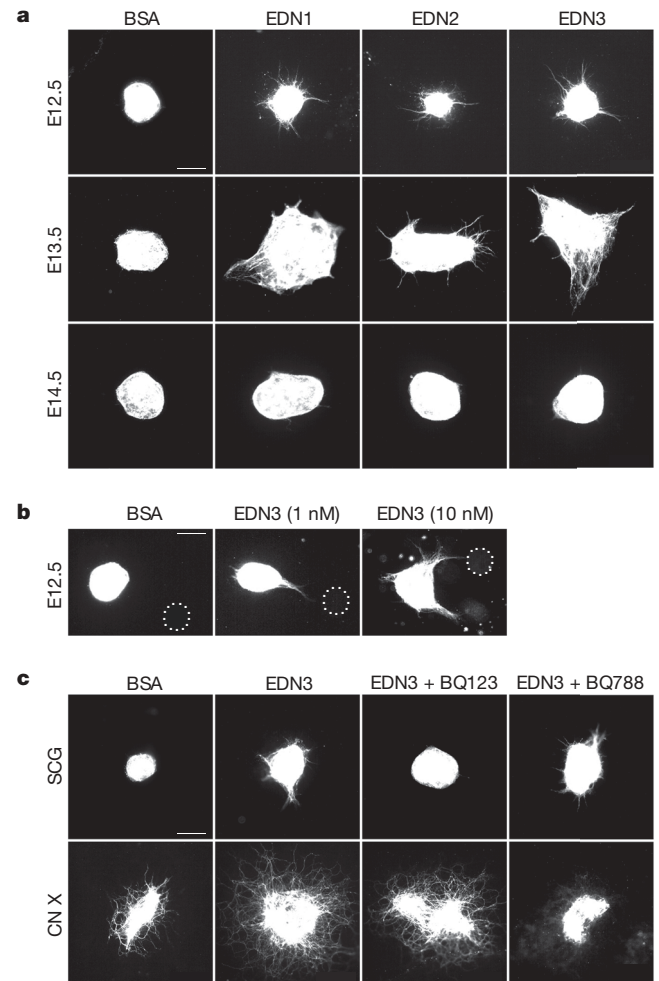 a
BSA EDN1 EDN2 EDN3
E12.5
E13.5
E14.5
b
BSA EDN3 (1 nM) EDN3 (10 nM)
E12.5
c
BSA EDN3 EDN3 + BQ123 EDN3 + BQ788
SCG
CN X